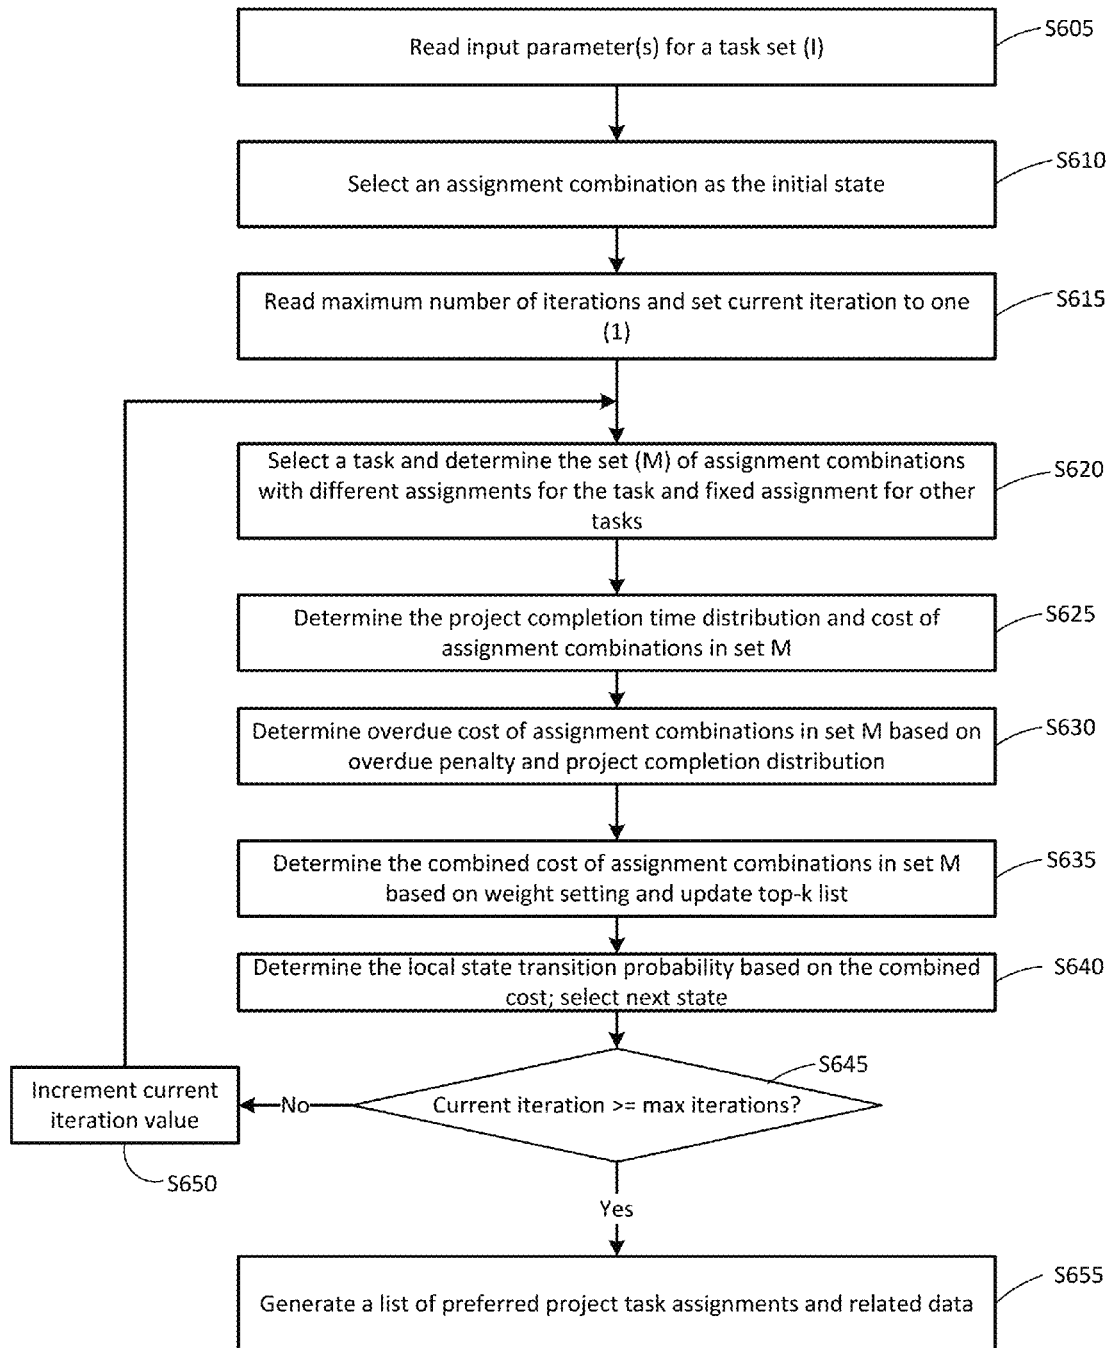 Read input parameter(s) for a task set (I)
S605
Select an assignment combination as the initial state
S610
Read maximum number of iterations and set current iteration to one
(1)
S615
Select a task and determine the set (M) of assignment combinations
with different assignments for the task and fixed assignment for other
tasks
S620
Determine the project completion time distribution and cost of
assignment combinations in set M
S625
Determine overdue cost of assignment combinations in set M based on
overdue penalty and project completion distribution
S630
Determine the combined cost of assignment combinations in set M
based on weight setting and update top-k list
S635
Determine the local state transition probability based on the combined
cost; select next state
S640
Current iteration >= max iterations?
S645
No
Increment current
iteration value
S650
Yes
Generate a list of preferred project task assignments and related data
S655